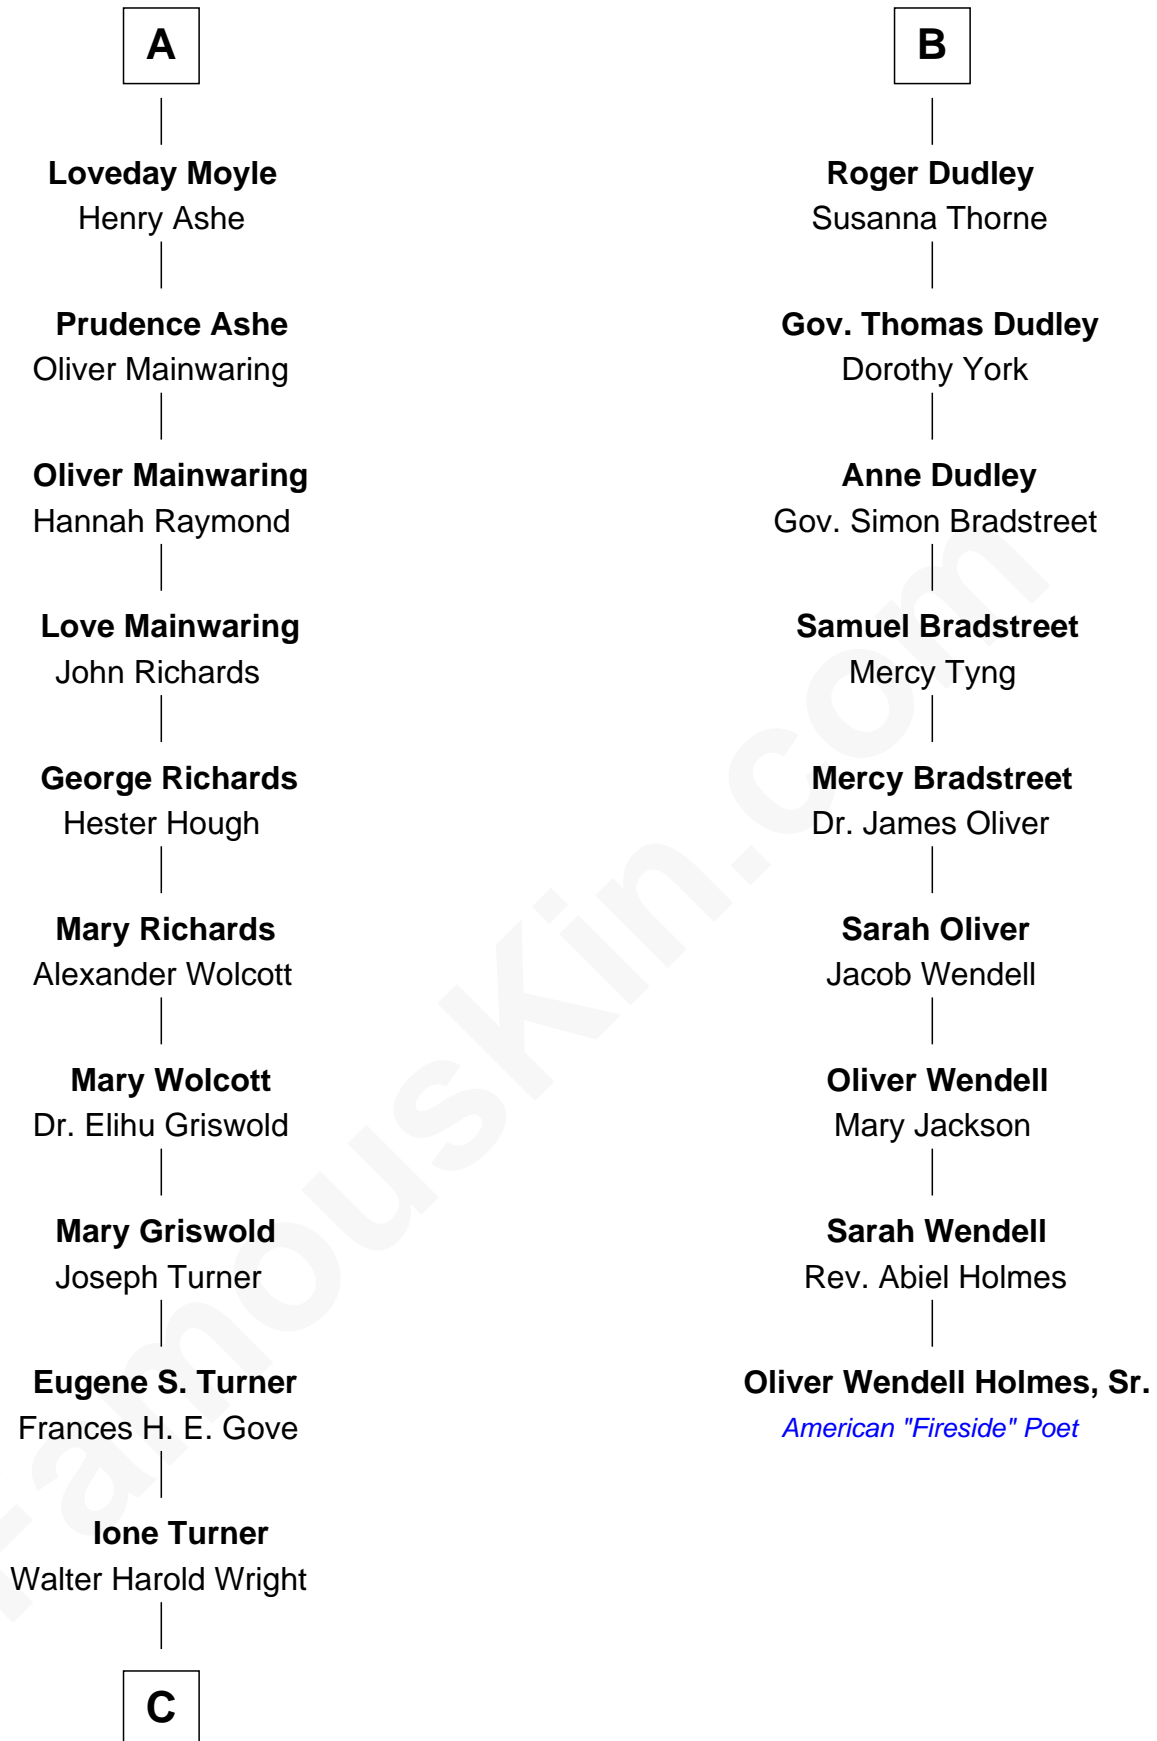 A
Loveday Moyle
Henry Ashe
Prudence Ashe
Oliver Mainwaring
Oliver Mainwaring
Hannah Raymond
Love Mainwaring
John Richards
George Richards
Hester Hough
Mary Richards
Alexander Wolcott
Mary Wolcott
Dr. Elihu Griswold
Mary Griswold
Joseph Turner
Eugene S. Turner
Frances H. E. Gove
Ione Turner
Walter Harold Wright
C
B
Roger Dudley
Susanna Thorne
Gov. Thomas Dudley
Dorothy York
Anne Dudley
Gov. Simon Bradstreet
Samuel Bradstreet
Mercy Tyng
Mercy Bradstreet
Dr. James Oliver
Sarah Oliver
Jacob Wendell
Oliver Wendell
Mary Jackson
Sarah Wendell
Rev. Abiel Holmes
Oliver Wendell Holmes, Sr.
American "Fireside" Poet
FamousKin.com